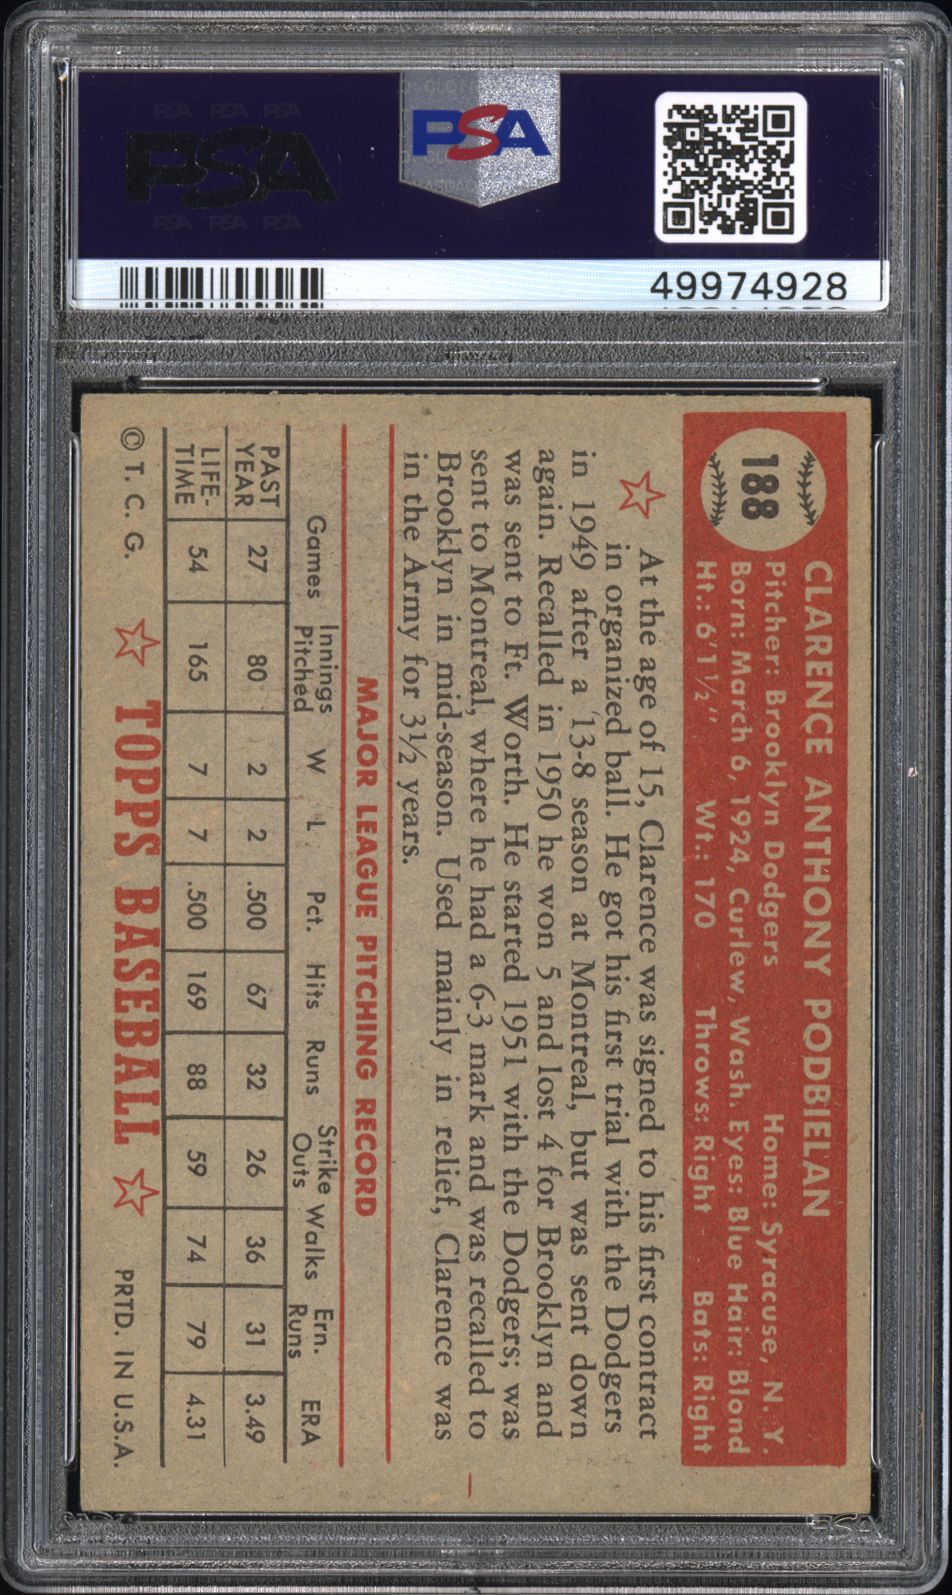 PSA PSA PSA
PSA
PSA PSA PSA
PSA
49974928
188
CLARENCE ANTHONY PODBIELAN
Pitcher: Brooklyn Dodgers Home: Syracuse, N. Y.
Born: March 6, 1924, Curlew, Wash. Eyes: Blue Hair: Blond
Ht.: 6'1½" Wt.: 170 Throws: Right Bats: Right
At the age of 15, Clarence was signed to his first contract
in organized ball. He got his first trial with the Dodgers
in 1949 after a 13-8 season at Montreal, but was sent down
again. Recalled in 1950 he won 5 and lost 4 for Brooklyn and
was sent to Ft. Worth. He started 1951 with the Dodgers; was
sent to Montreal, where he had a 6-3 mark and was recalled to
Brooklyn in mid-season. Used mainly in relief, Clarence was
in the Army for 3½ years.
MAJOR LEAGUE PITCHING RECORD
Games Innings Pitched W L Pct. Hits Runs Strike Outs Walks Ern. Runs ERA
PAST YEAR 27 80 2 2 .500 67 32 26 36 31 3.49
LIFE-TIME 54 165 7 7 .500 169 88 59 74 79 4.31
© T. C. G. TOPPS BASEBALL PRTD. IN U.S.A.